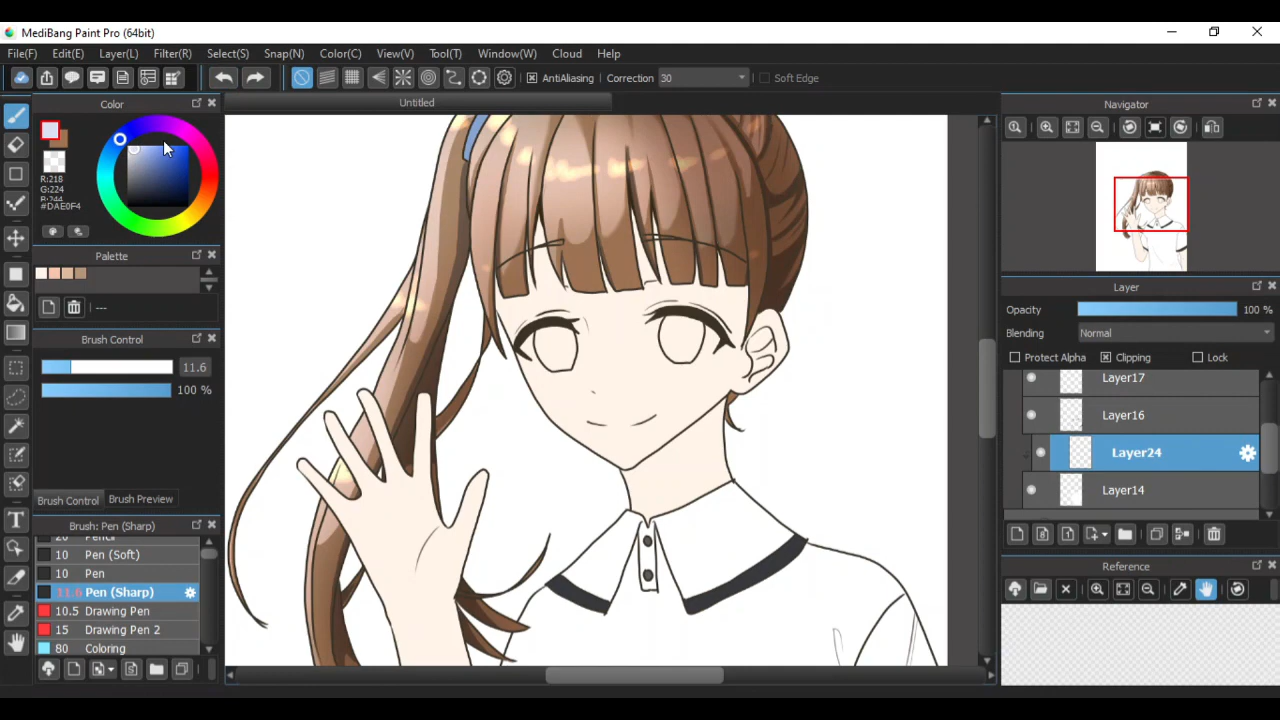 MediBang Paint Pro (64bit)
File(F) Edit(E) Layer(L) Filter(R) Select(S) Snap(N) Color(C) View(V) Tool(T) Window(W) Cloud Help
AntiAliasing Correction 30 Soft Edge
Color
Untitled
Navigator
R:218
G:224
R:244
#DAE0F4
Palette
---
Brush Control
11.6
100 %
Brush Control Brush Preview
Brush: Pen (Sharp)
20 Pencil
10 Pen (Soft)
10 Pen
11.6 Pen (Sharp)
10.5 Drawing Pen
15 Drawing Pen 2
80 Coloring
T
Layer
Opacity 100 %
Blending Normal
Protect Alpha Clipping Lock
Layer17
Layer16
Layer24
Layer14
Reference